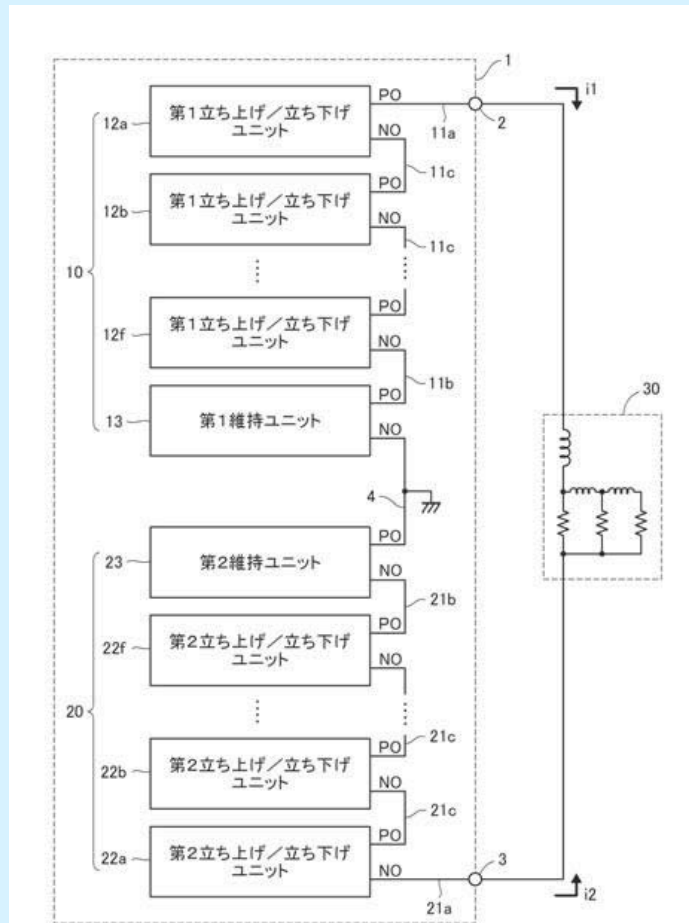 1
i1
PO
12a
第1立ち上げ／立ち下げ
ユニット
11a
2
NO
11c
PO
12b
第1立ち上げ／立ち下げ
ユニット
NO
11c
10
PO
12f
第1立ち上げ／立ち下げ
ユニット
NO
11b
PO
13
第1維持ユニット
NO
30
4
PO
23
第2維持ユニット
NO
21b
PO
22f
第2立ち上げ／立ち下げ
ユニット
NO
20
21c
PO
22b
第2立ち上げ／立ち下げ
ユニット
NO
21c
PO
22a
第2立ち上げ／立ち下げ
ユニット
NO
3
21a
i2